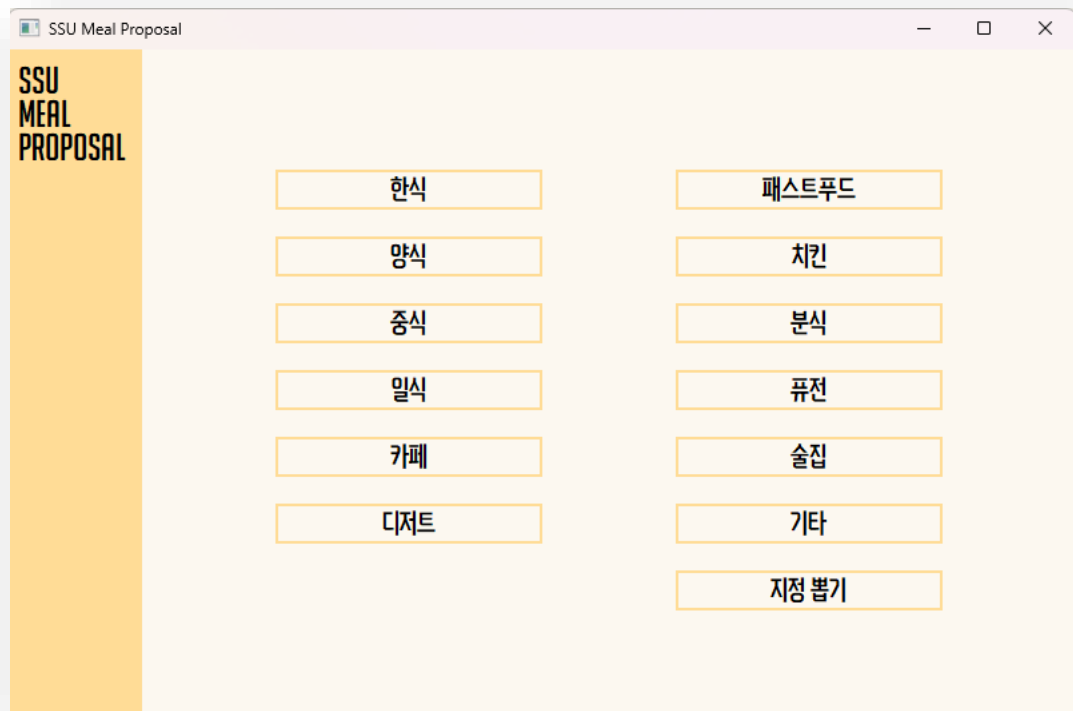 SSU Meal Proposal
SSU
MEAL
PROPOSAL
한식
양식
중식
일식
카페
디저트
패스트푸드
치킨
분식
퓨전
술집
기타
지정 뽑기